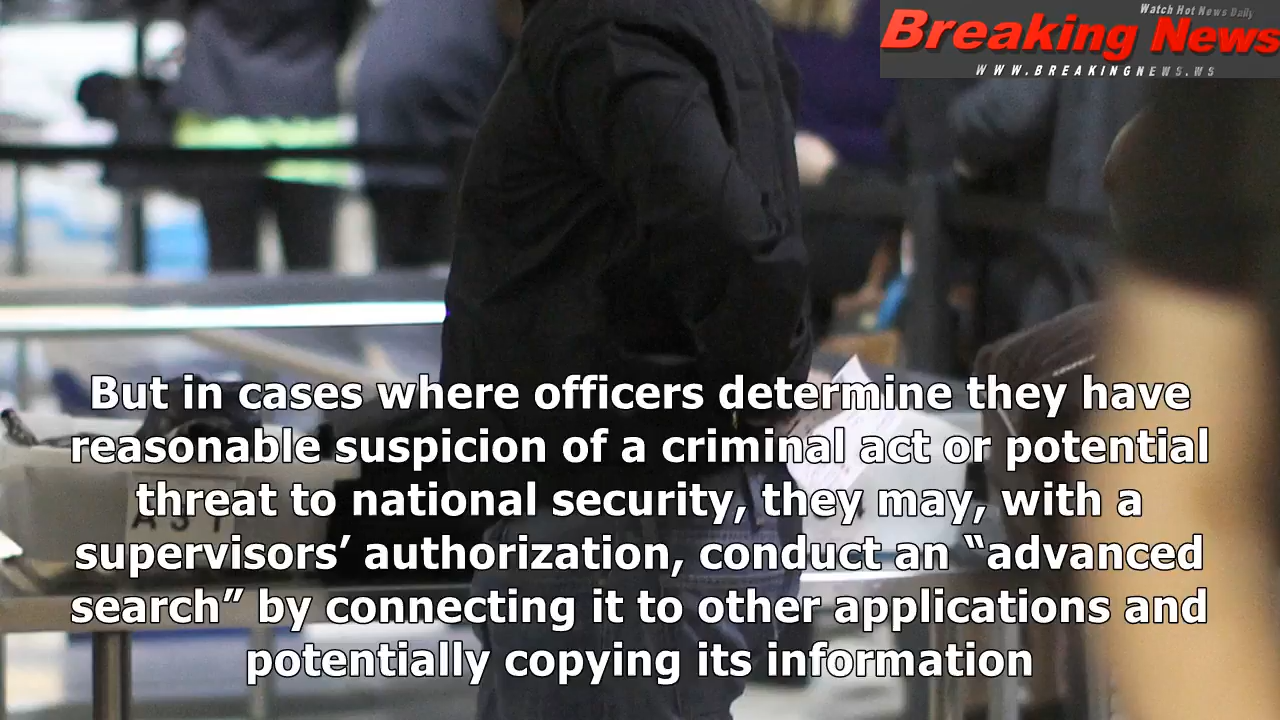 Watch Hot News Daily
Breaking News
WWW.BREAKINGNEWS.WS
But in cases where officers determine they have
reasonable suspicion of a criminal act or potential
threat to national security, they may, with a
supervisors’ authorization, conduct an “advanced
search” by connecting it to other applications and
potentially copying its information